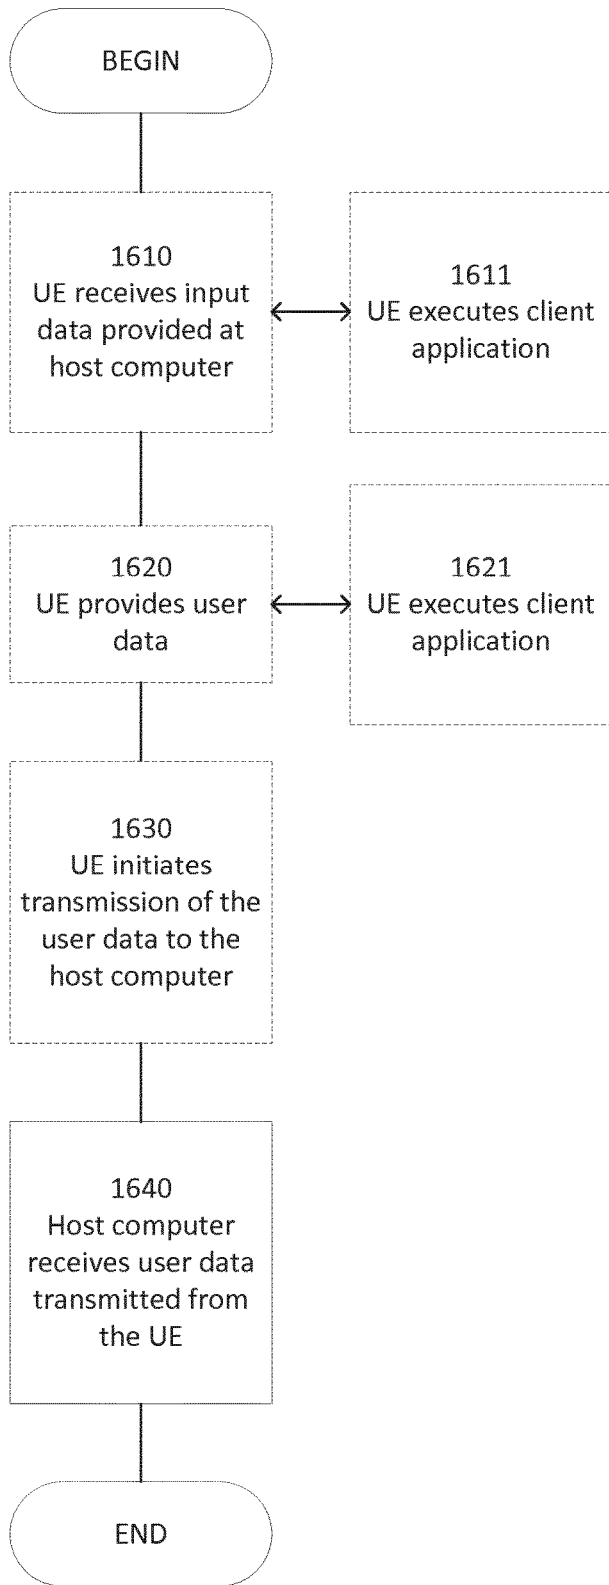 BEGIN
1610
UE receives input
data provided at
host computer
1611
UE executes client
application
1620
UE provides user
data
1621
UE executes client
application
1630
UE initiates
transmission of the
user data to the
host computer
1640
Host computer
receives user data
transmitted from
the UE
END